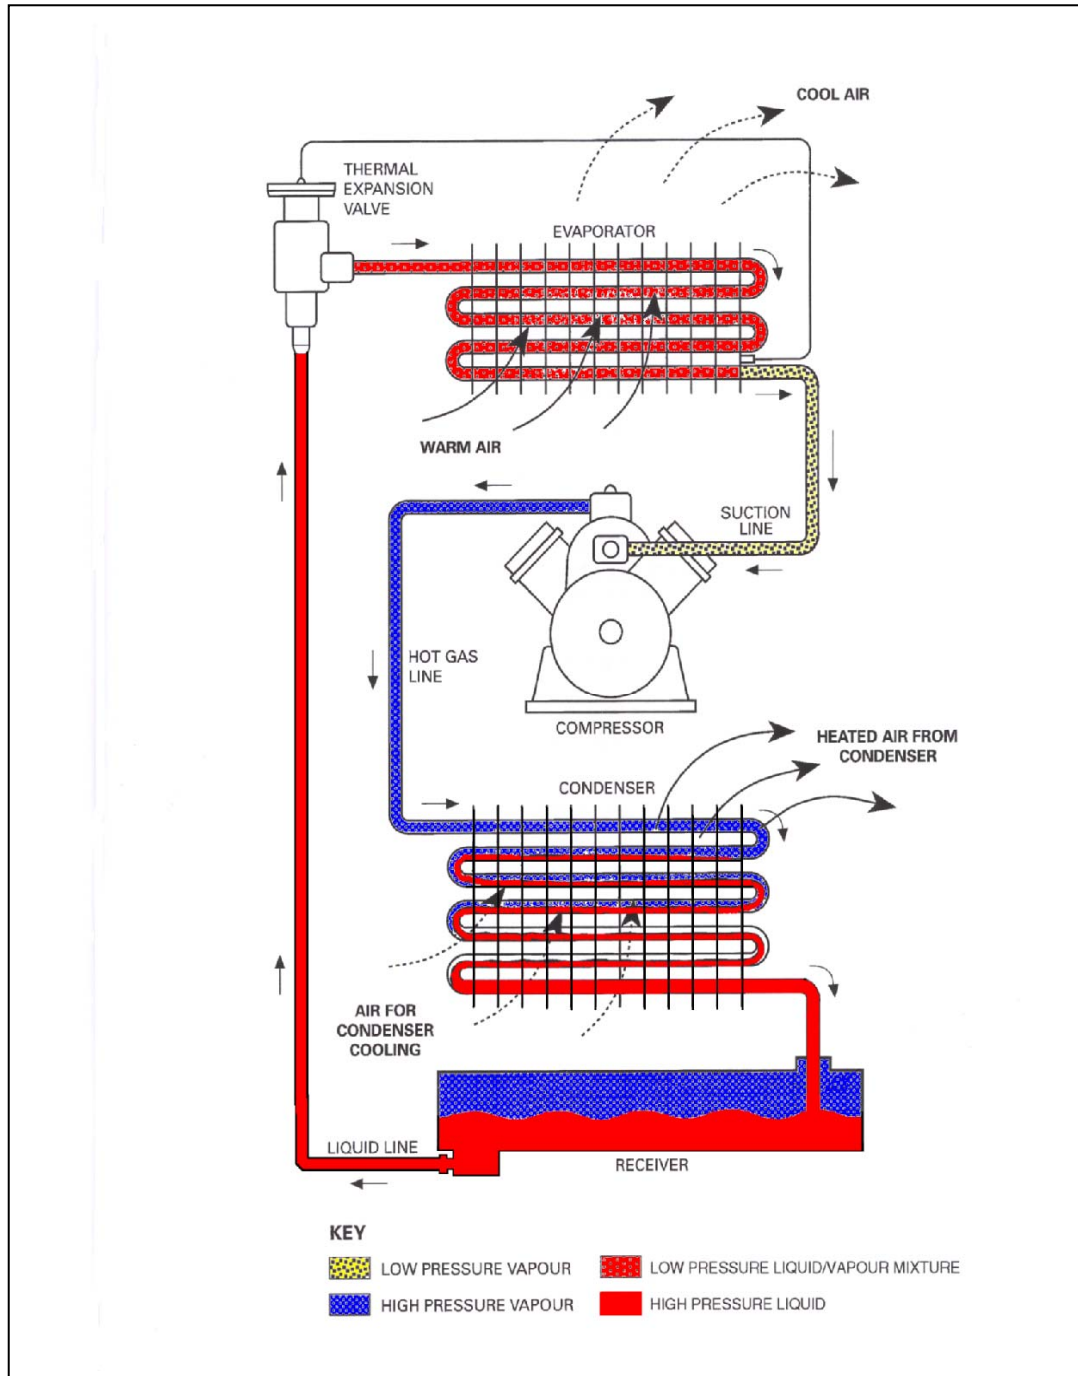 COOL AIR
THERMAL
EXPANSION
VALVE
EVAPORATOR
WARM AIR
SUCTION
LINE
HOT GAS
LINE
COMPRESSOR
HEATED AIR FROM
CONDENSER
CONDENSER
AIR FOR
CONDENSER
COOLING
LIQUID LINE
RECEIVER
KEY
LOW PRESSURE VAPOUR
LOW PRESSURE LIQUID/VAPOUR MIXTURE
HIGH PRESSURE VAPOUR
HIGH PRESSURE LIQUID